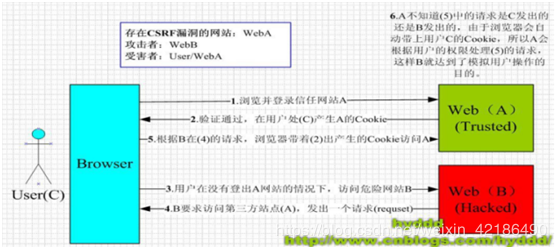 存在CSRF漏洞的网站：WebA
攻击者：WebB
受害者：User/WebA
6.A不知道(5)中的请求是C发出的
还是B发出的，由于浏览器会自
动带上用户C的Cookie，所以A会
根据用户的权限处理(5)的请求，
这样B就达到了模拟用户操作的
目的。
1.浏览并登录信任网站A
2.验证通过，在用户处(C)产生A的Cookie
5.根据B在(4)的请求，浏览器带着(2)出产生的Cookie访问A
Web（A）
(Trusted)
Browser
User(C)
3.用户在没有登出A网站的情况下，访问危险网站B
4.B要求访问第三方站点(A)，发出一个请求(requset)
Web（B）
(Hacked)
hyddd
http://www.cnblogs.com/hyddd/